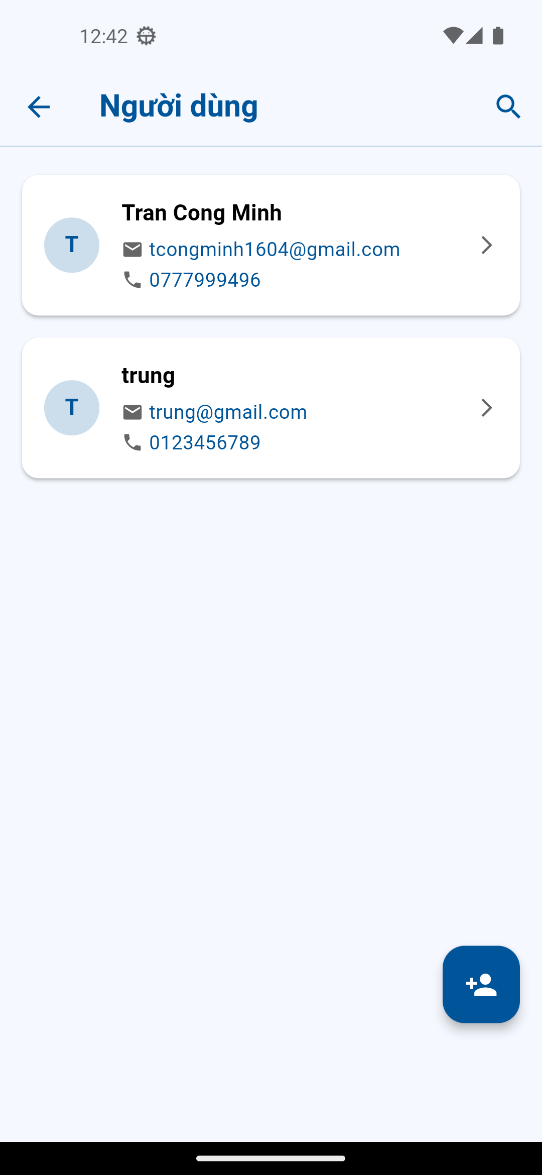 12:42
Người dùng
T
Tran Cong Minh
tcongminh1604@gmail.com
0777999496
T
trung
trung@gmail.com
0123456789